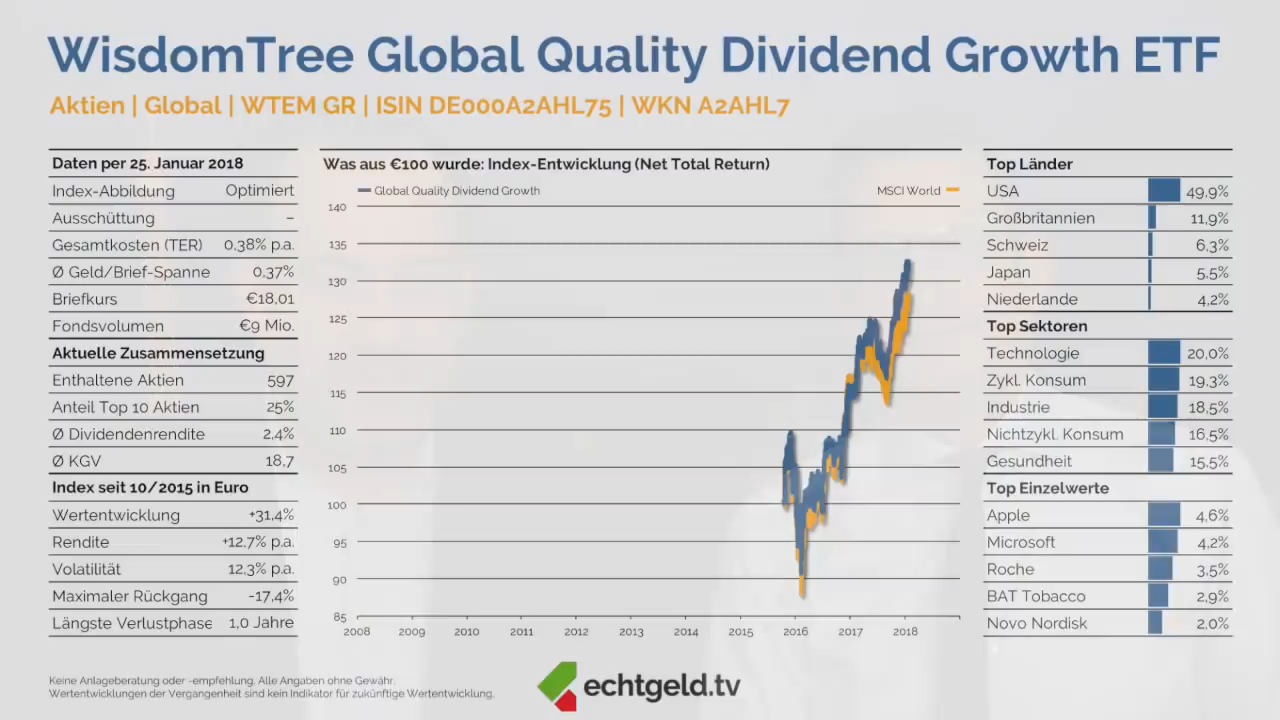 WisdomTree Global Quality Dividend Growth ETF
Aktien | Global | WTEM GR | ISIN DE000A2AHL75 | WKN A2AHL7
Daten per 25. Januar 2018
Index-Abbildung Optimiert
Ausschüttung –
Gesamtkosten (TER) 0,38% p.a.
Ø Geld/Brief-Spanne 0,37%
Briefkurs €18,01
Fondsvolumen €9 Mio.
Aktuelle Zusammensetzung
Enthaltene Aktien 597
Anteil Top 10 Aktien 25%
Ø Dividendenrendite 2,4%
Ø KGV 18,7
Index seit 10/2015 in Euro
Wertentwicklung +31,4%
Rendite +12,7% p.a.
Volatilität 12,3% p.a.
Maximaler Rückgang -17,4%
Längste Verlustphase 1,0 Jahre
Was aus €100 wurde: Index-Entwicklung (Net Total Return)
Global Quality Dividend Growth MSCI World
140
135
130
125
120
115
110
105
100
95
90
85
2008 2009 2010 2011 2012 2013 2014 2015 2016 2017 2018
Top Länder
USA 49,9%
Großbritannien 11,9%
Schweiz 6,3%
Japan 5,5%
Niederlande 4,2%
Top Sektoren
Technologie 20,0%
Zykl. Konsum 19,3%
Industrie 18,5%
Nichtzykl. Konsum 16,5%
Gesundheit 15,5%
Top Einzelwerte
Apple 4,6%
Microsoft 4,2%
Roche 3,5%
BAT Tobacco 2,9%
Novo Nordisk 2,0%
Keine Anlageberatung oder -empfehlung. Alle Angaben ohne Gewähr.
Wertentwicklungen der Vergangenheit sind kein Indikator für zukünftige Wertentwicklung.
echtgeld.tv